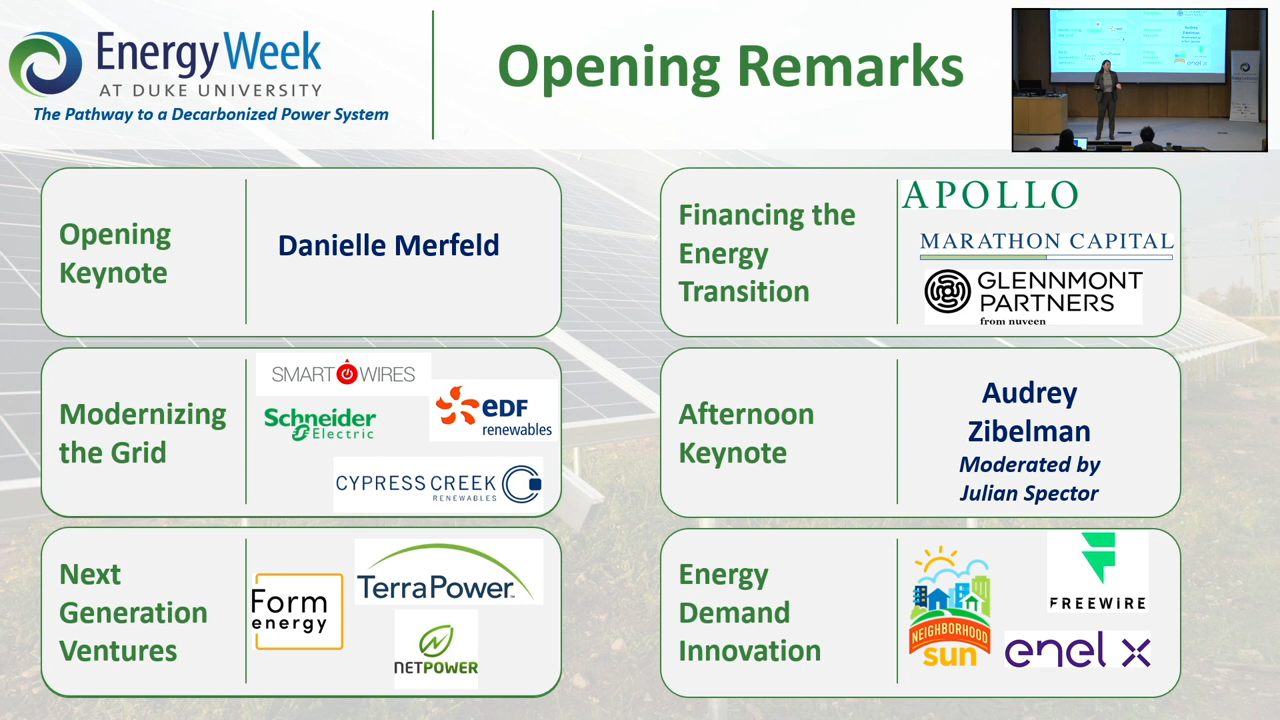 Energy Week
AT DUKE UNIVERSITY
The Pathway to a Decarbonized Power System
Opening Remarks
Opening
Keynote
Danielle Merfeld
Financing the
Energy
Transition
APOLLO
MARATHON CAPITAL
GLENNMONT
PARTNERS
from nuveen
Modernizing
the Grid
SMART WIRES
Schneider
Electric
eDF
renewables
CYPRESS CREEK
RENEWABLES
Afternoon
Keynote
Audrey
Zibelman
Moderated by
Julian Spector
Next
Generation
Ventures
Form
energy
TerraPower
NETPOWER
Energy
Demand
Innovation
NEIGHBORHOOD
sun
FREEWIRE
enel x